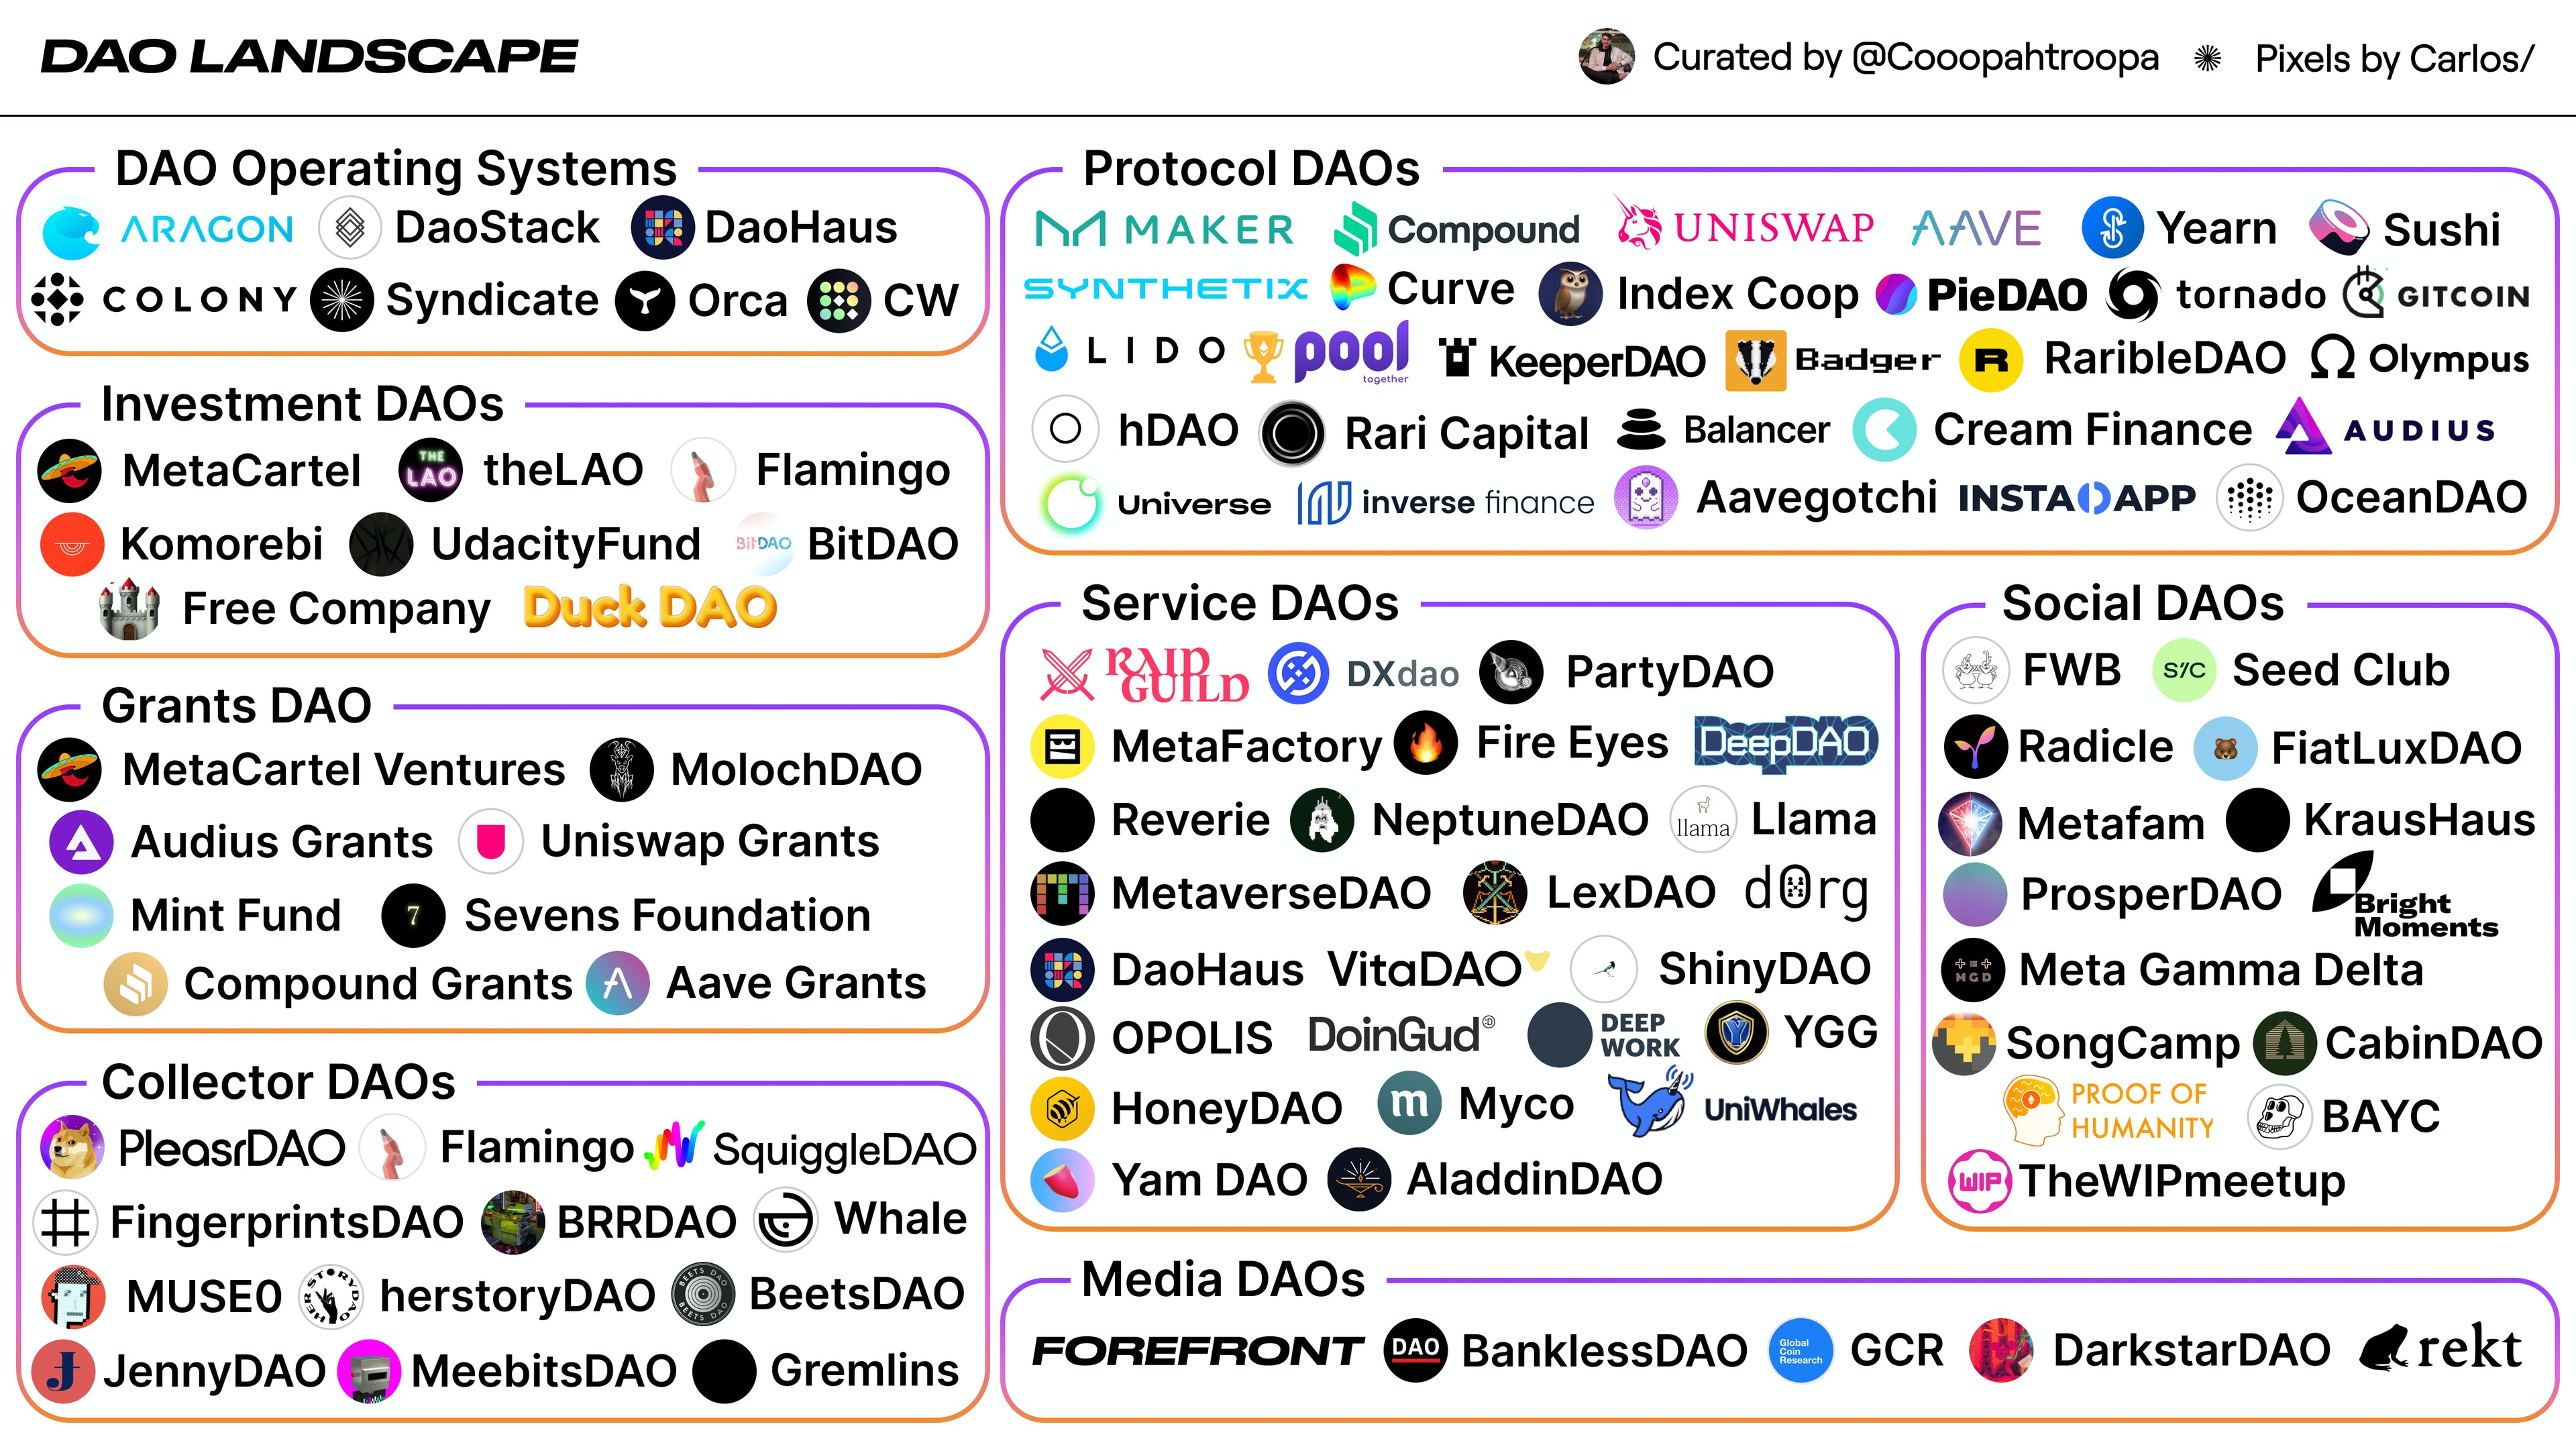 DAO LANDSCAPE
Curated by @Cooopahtroopa Pixels by Carlos/
DAO Operating Systems
ARAGON DaoStack DaoHaus
COLONY Syndicate Orca CW
Investment DAOs
MetaCartel THE LAO theLAO Flamingo
Komorebi UdacityFund BitDAO BitDAO
Free Company Duck DAO
Grants DAO
MetaCartel Ventures MolochDAO
Audius Grants Uniswap Grants
Mint Fund 7 Sevens Foundation
Compound Grants Aave Grants
Collector DAOs
PleasrDAO Flamingo SquiggleDAO
FingerprintsDAO BRRDAO Whale
MUSE0 HERSTORYDAO herstoryDAO BEETS DAO BEETS DAO BeetsDAO
J JennyDAO MeebitsDAO Gremlins
Protocol DAOs
MAKER Compound UNISWAP AAVE Yearn Sushi
SYNTHETIX Curve Index Coop PieDAO tornado GITCOIN
LIDO pool together KeeperDAO Badger R RaribleDAO Olympus
hDAO Rari Capital Balancer Cream Finance AUDIUS
Universe inverse finance Aavegotchi INSTADAPP OceanDAO
Service DAOs
RAID GUILD DXdao PartyDAO
MetaFactory Fire Eyes DeepDAO
Reverie NeptuneDAO llama Llama
MetaverseDAO LexDAO d0rg
DaoHaus VitaDAO ShinyDAO
OPOLIS DoinGud DEEP WORK YGG
HoneyDAO m Myco UniWhales
Yam DAO AladdinDAO
Social DAOs
FWB S//C Seed Club
Radicle FiatLuxDAO
Metafam KrausHaus
ProsperDAO Bright Moments
MGD Meta Gamma Delta
SongCamp CabinDAO
PROOF OF HUMANITY BAYC
WIP TheWIPmeetup
Media DAOs
FOREFRONT DAO BanklessDAO Global Coin Research GCR DarkstarDAO rekt